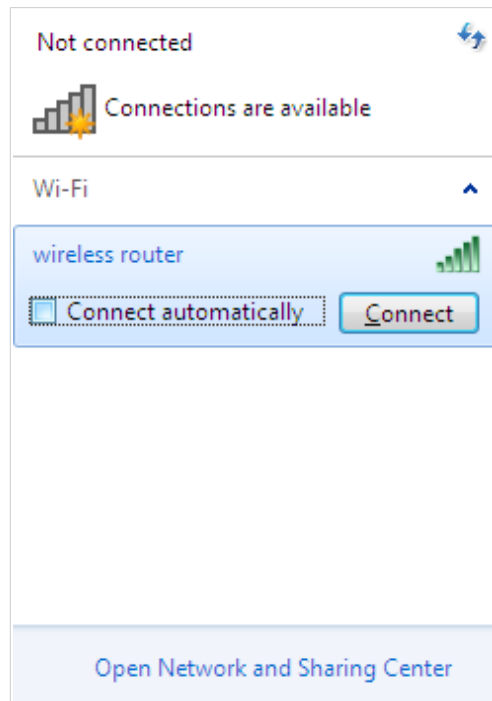 Not connected
Connections are available
Wi-Fi
wireless router
Connect automatically Connect
Open Network and Sharing Center